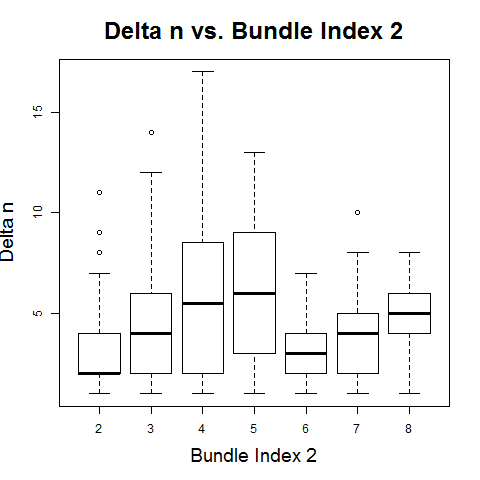 Delta n vs. Bundle Index 2
Delta n
15
10
5
2 3 4 5 6 7 8
Bundle Index 2